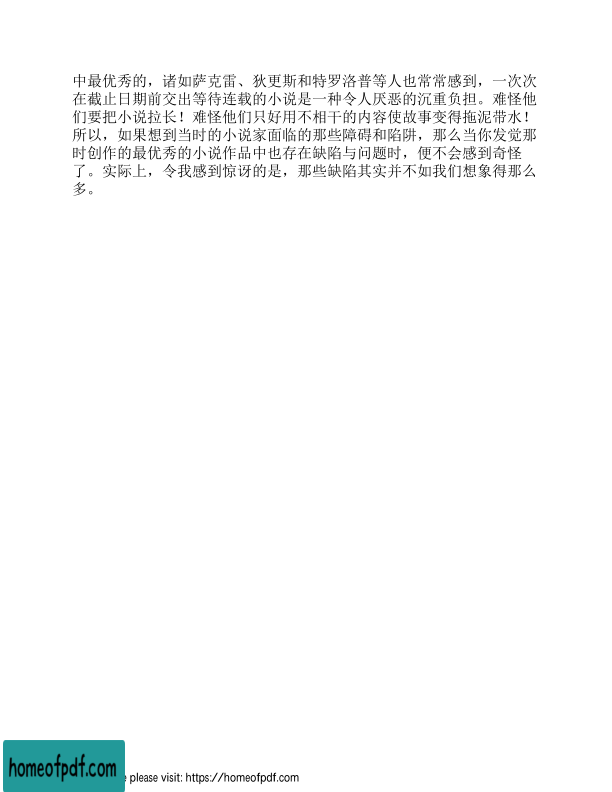 中最优秀的，诸如萨克雷、狄更斯和特罗洛普等人也常常感到，一次次
在截止日期前交出等待连载的小说是一种令人厌恶的沉重负担。难怪他
们要把小说拉长！难怪他们只好用不相干的内容使故事变得拖泥带水！
所以，如果想到当时的小说家面临的那些障碍和陷阱，那么当你发觉那
时创作的最优秀的小说作品中也存在缺陷与问题时，便不会感到奇怪
了。实际上，令我感到惊讶的是，那些缺陷其实并不如我们想象得那么
多。
homeofpdf.com
please visit: https://homeofpdf.com